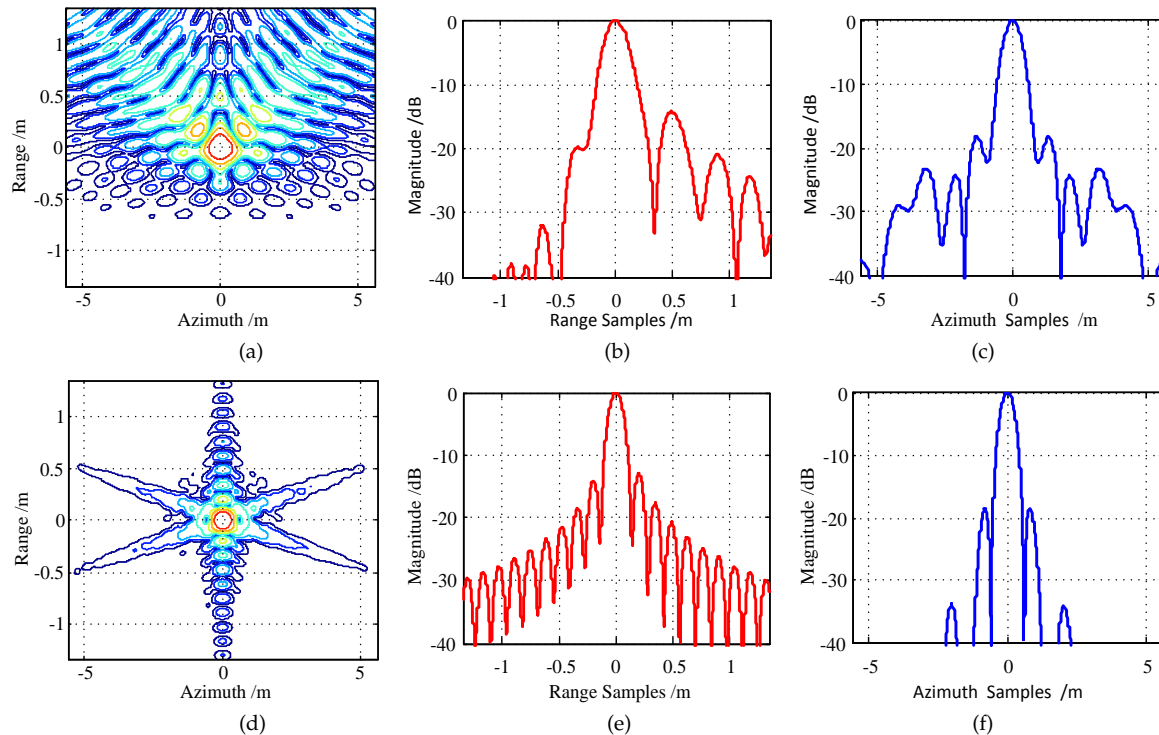 1
0.5
0
-0.5
-1
Range /m
-5 0 5
Azimuth /m
(a)
0
-10
-20
-30
-40
Magnitude /dB
-1 -0.5 0 0.5 1
Range Samples /m
(b)
0
-10
-20
-30
-40
Magnitude /dB
-5 0 5
Azimuth Samples /m
(c)
1
0.5
0
-0.5
-1
Range /m
-5 0 5
Azimuth /m
(d)
0
-10
-20
-30
-40
Magnitude /dB
-1 -0.5 0 0.5 1
Range Samples /m
(e)
0
-10
-20
-30
-40
Magnitude /dB
-5 0 5
Azimuth Samples /m
(f)